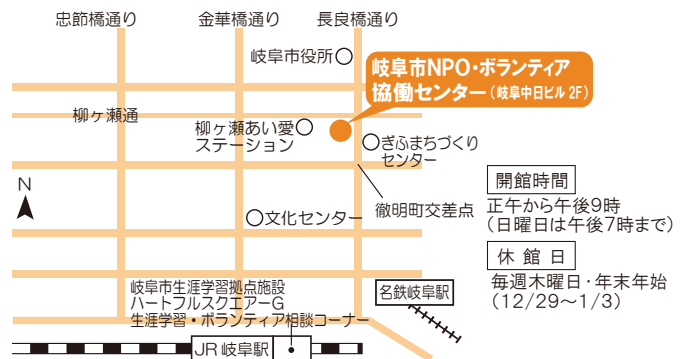 忠節橋通り
金華橋通り
長良橋通り
岐阜市役所
岐阜市NPO・ボランティア
協働センター(岐阜中日ビル2F)
柳ヶ瀬通
柳ヶ瀬あい愛
ステーション
ぎふまちづくり
センター
N
徹明町交差点
文化センター
開館時間
正午から午後9時
(日曜日は午後7時まで)
休館日
毎週木曜日・年末年始
(12/29〜1/3)
岐阜市生涯学習拠点施設
ハートフルスクエアーG
生涯学習・ボランティア相談コーナー
名鉄岐阜駅
JR岐阜駅